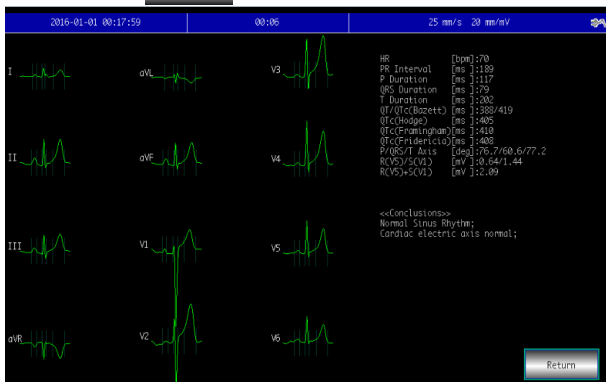 2016-01-01 00:17:59
00:06
25 mm/s 20 mm/mV
I
aVL
V3
II
aVF
V4
III
V1
V5
aVR
V2
V6
HR [bpm]:70
PR Interval [ms ]:189
P Duration [ms ]:117
QRS Duration [ms ]:79
T Duration [ms ]:202
QT/QTc(Bazett) [ms ]:388/419
QTc(Hodge) [ms ]:405
QTc(Framingham)[ms ]:410
QTc(Fridericia)[ms ]:408
P/QRS/T Axis [deg]:76.7/60.6/77.2
R(V5)/S(V1) [mV ]:0.64/1.44
R(V5)+S(V1) [mV ]:2.09
<<Conclusions>>
Normal Sinus Rhythm;
Cardiac electric axis normal;
Return